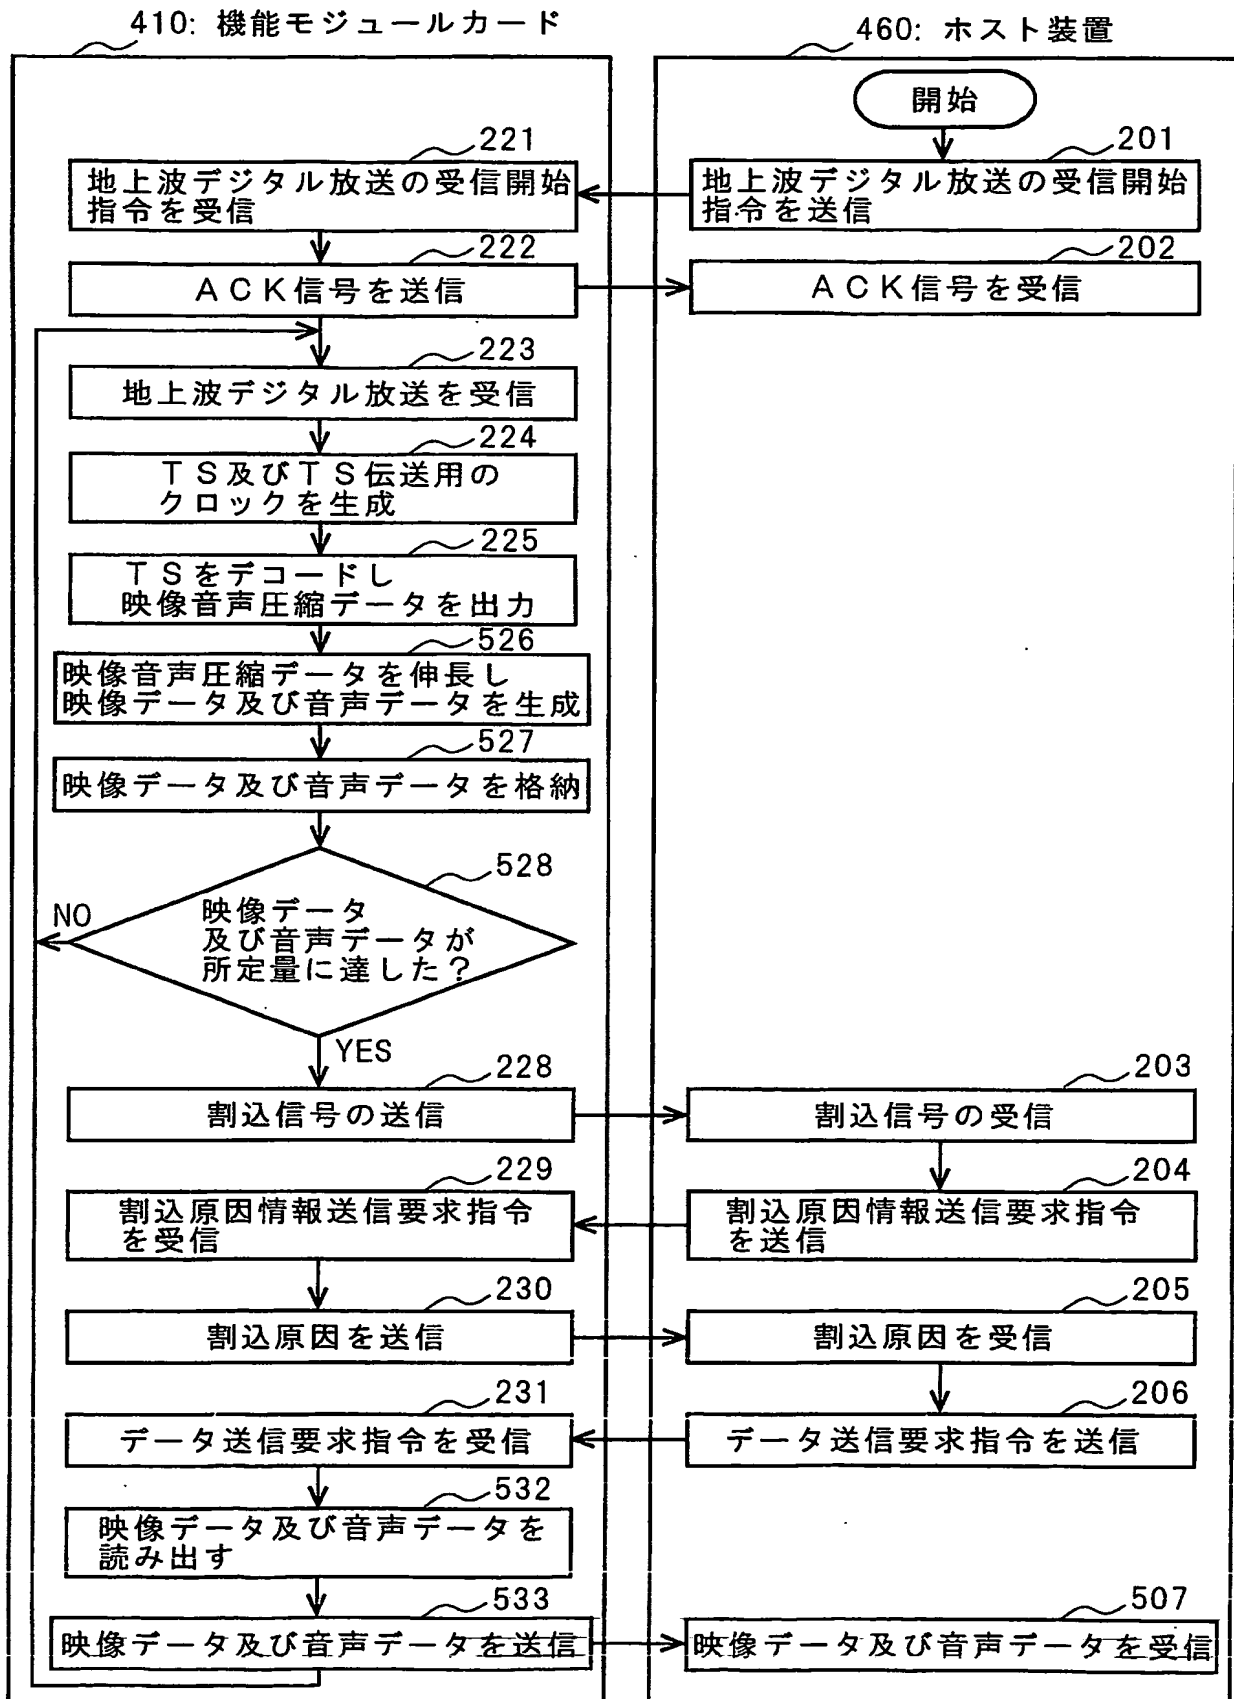 410: 機能モジュールカード
460: ホスト装置
開始
221
201
地上波デジタル放送の受信開始
指令を受信
地上波デジタル放送の受信開始
指令を送信
222
202
ACK信号を送信
ACK信号を受信
223
地上波デジタル放送を受信
224
TS及びTS伝送用の
クロックを生成
225
TSをデコードし
映像音声圧縮データを出力
526
映像音声圧縮データを伸長し
映像データ及び音声データを生成
527
映像データ及び音声データを格納
528
映像データ
及び音声データが
所定量に達した?
NO
YES
228
203
割込信号の送信
割込信号の受信
229
204
割込原因情報送信要求指令
を受信
割込原因情報送信要求指令
を送信
230
205
割込原因を送信
割込原因を受信
231
206
データ送信要求指令を受信
データ送信要求指令を送信
532
映像データ及び音声データを
読み出す
533
507
映像データ及び音声データを送信
映像データ及び音声データを受信